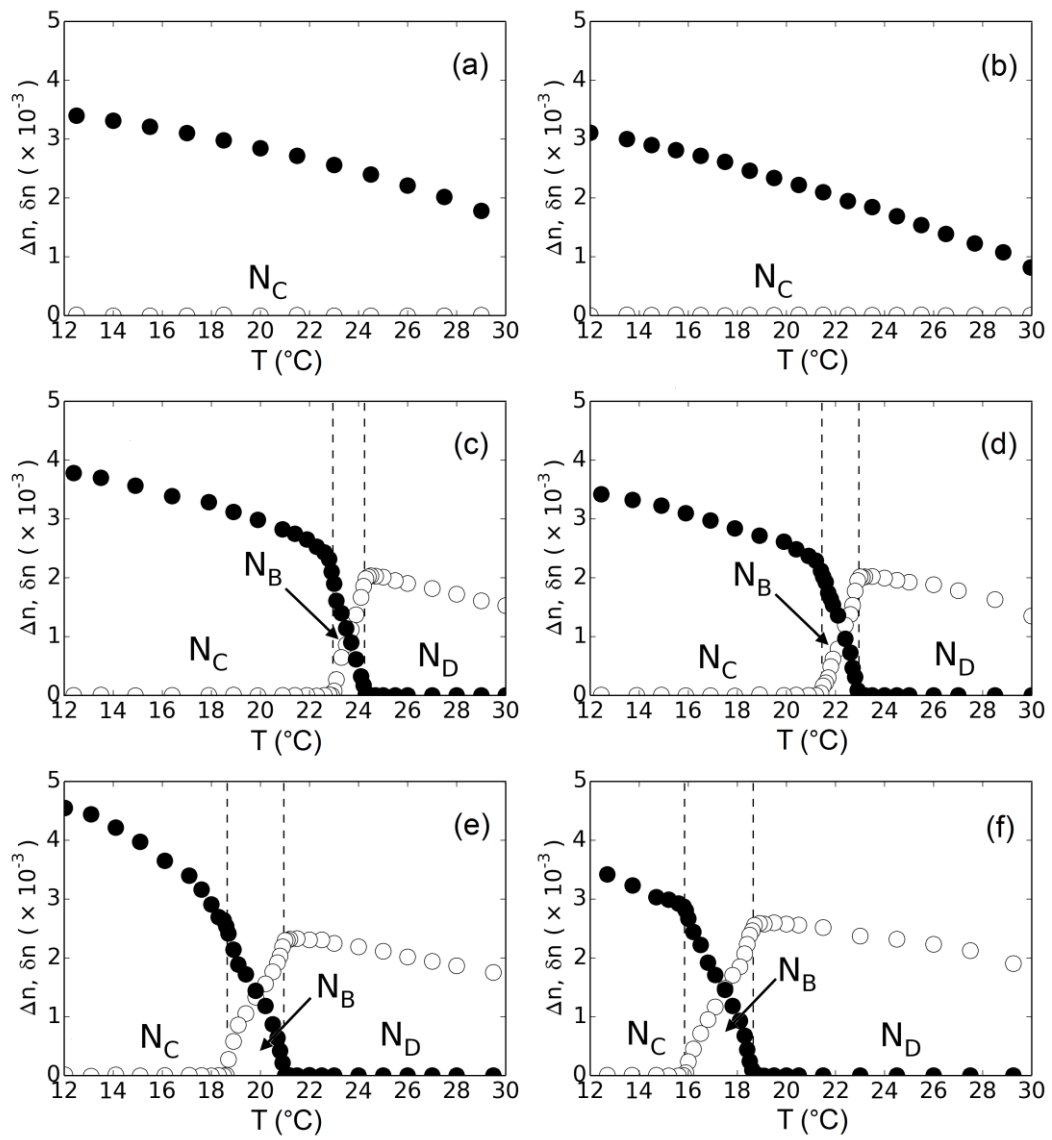 5
4
3
2
1
0
Δn, δn ( × 10⁻³ )
(a)
N_C
12 14 16 18 20 22 24 26 28 30
T (°C)
5
4
3
2
1
0
Δn, δn ( × 10⁻³ )
(b)
N_C
12 14 16 18 20 22 24 26 28 30
T (°C)
5
4
3
2
1
0
Δn, δn ( × 10⁻³ )
(c)
N_B
N_C
N_D
12 14 16 18 20 22 24 26 28 30
T (°C)
5
4
3
2
1
0
Δn, δn ( × 10⁻³ )
(d)
N_B
N_C
N_D
12 14 16 18 20 22 24 26 28 30
T (°C)
5
4
3
2
1
0
Δn, δn ( × 10⁻³ )
(e)
N_B
N_C
N_D
12 14 16 18 20 22 24 26 28 30
T (°C)
5
4
3
2
1
0
Δn, δn ( × 10⁻³ )
(f)
N_B
N_C
N_D
12 14 16 18 20 22 24 26 28 30
T (°C)